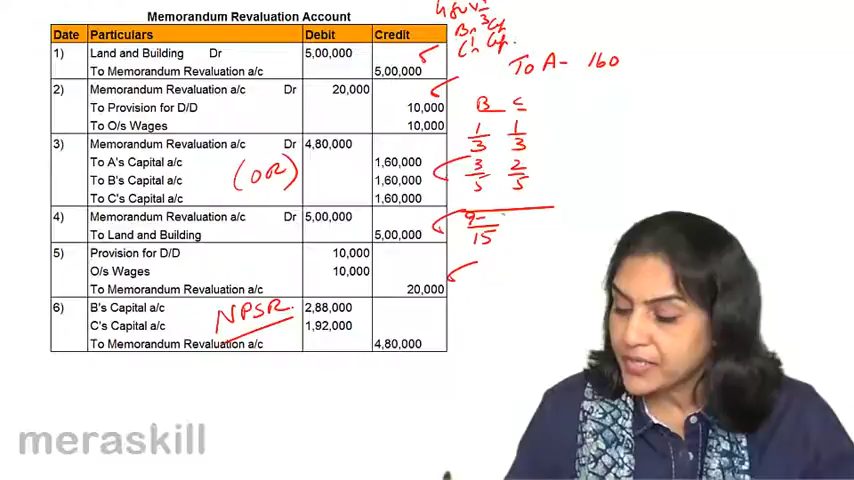 Memorandum Revaluation Account
Date Particulars Debit Credit
1) Land and Building Dr 5,00,000
To Memorandum Revaluation a/c 5,00,000
2) Memorandum Revaluation a/c Dr 20,000
To Provision for D/D 10,000
To O/s Wages 10,000
3) Memorandum Revaluation a/c Dr 4,80,000
To A's Capital a/c 1,60,000
To B's Capital a/c 1,60,000
To C's Capital a/c 1,60,000
(OR)
4) Memorandum Revaluation a/c Dr 5,00,000
To Land and Building 5,00,000
5) Provision for D/D 10,000
O/s Wages 10,000
To Memorandum Revaluation a/c 20,000
6) B's Capital a/c 2,88,000
C's Capital a/c 1,92,000
To Memorandum Revaluation a/c 4,80,000
NPSR
To A- 160
B C
1/3 1/3
3/5 2/5
9-
15
meraskill